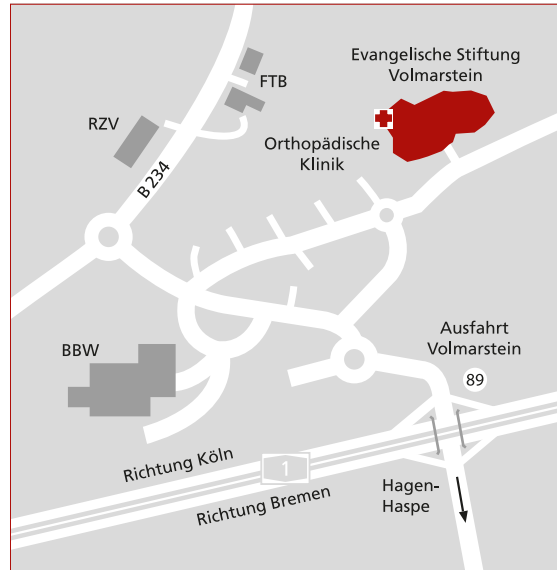 Evangelische Stiftung
Volmarstein
FTB
RZV
Orthopädische
Klinik
B 234
Ausfahrt
Volmarstein
89
BBW
Richtung Köln
1
Richtung Bremen
Hagen-
Haspe